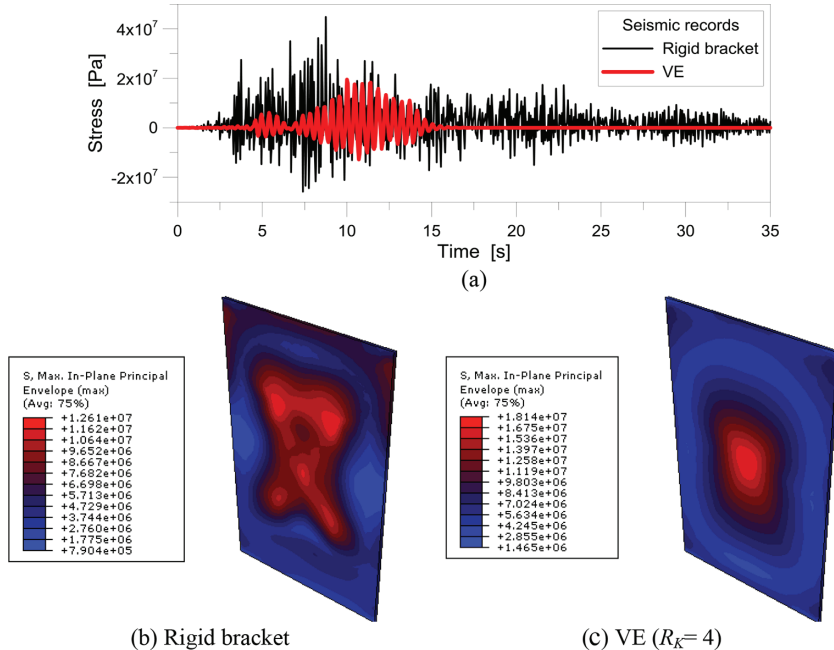 Seismic records
Rigid bracket
VE
Stress [Pa]
4x10⁷
2x10⁷
0
-2x10⁷
0 5 10 15 20 25 30 35
Time [s]
(a)
S, Max. In-Plane Principal
Envelope (max)
(Avg: 75%)
+1.261e+07
+1.162e+07
+1.064e+07
+9.652e+06
+8.667e+06
+7.682e+06
+6.698e+06
+5.713e+06
+4.729e+06
+3.744e+06
+2.760e+06
+1.775e+06
+7.904e+05
S, Max. In-Plane Principal
Envelope (max)
(Avg: 75%)
+1.814e+07
+1.675e+07
+1.536e+07
+1.397e+07
+1.258e+07
+1.119e+07
+9.803e+06
+8.413e+06
+7.024e+06
+5.634e+06
+4.245e+06
+2.855e+06
+1.465e+06
(b) Rigid bracket
(c) VE (R_K= 4)